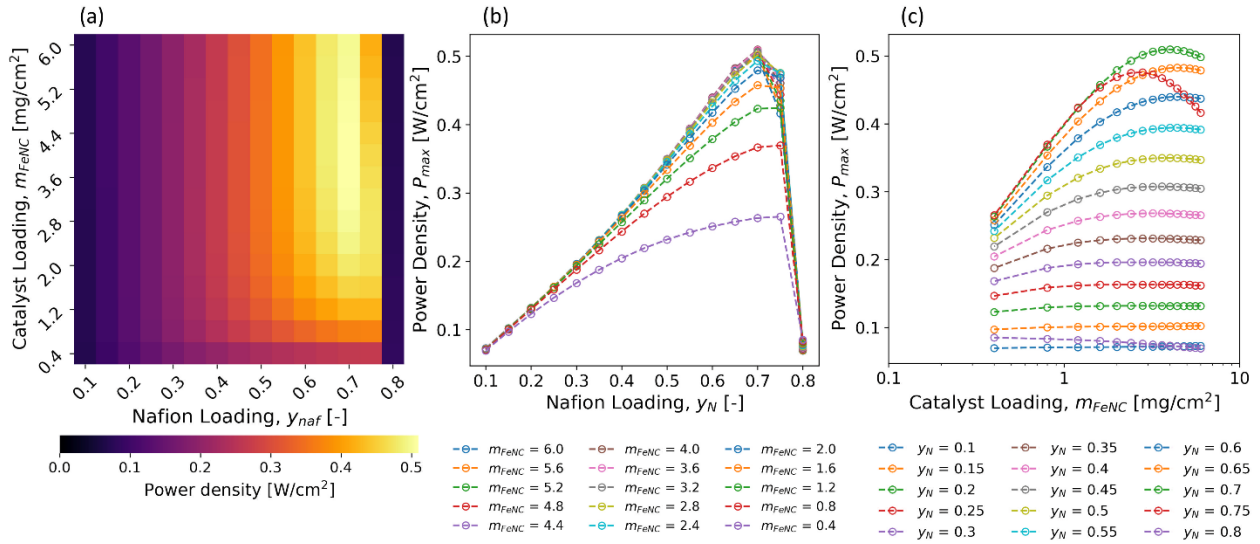 (a)
Catalyst Loading, m_FeNC [mg/cm²]
6.0
5.2
4.4
3.6
2.8
2.0
1.2
0.4
0.1 0.2 0.3 0.4 0.5 0.6 0.7 0.8
Nafion Loading, y_naf [-]
0.0 0.1 0.2 0.3 0.4 0.5
Power density [W/cm²]
(b)
Power Density, P_max [W/cm²]
0.5
0.4
0.3
0.2
0.1
0.1 0.2 0.3 0.4 0.5 0.6 0.7 0.8
Nafion Loading, y_N [-]
m_FeNC = 6.0 m_FeNC = 4.0 m_FeNC = 2.0
m_FeNC = 5.6 m_FeNC = 3.6 m_FeNC = 1.6
m_FeNC = 5.2 m_FeNC = 3.2 m_FeNC = 1.2
m_FeNC = 4.8 m_FeNC = 2.8 m_FeNC = 0.8
m_FeNC = 4.4 m_FeNC = 2.4 m_FeNC = 0.4
(c)
Power Density, P_max [W/cm²]
0.5
0.4
0.3
0.2
0.1
0.1 1 10
Catalyst Loading, m_FeNC [mg/cm²]
y_N = 0.1 y_N = 0.35 y_N = 0.6
y_N = 0.15 y_N = 0.4 y_N = 0.65
y_N = 0.2 y_N = 0.45 y_N = 0.7
y_N = 0.25 y_N = 0.5 y_N = 0.75
y_N = 0.3 y_N = 0.55 y_N = 0.8